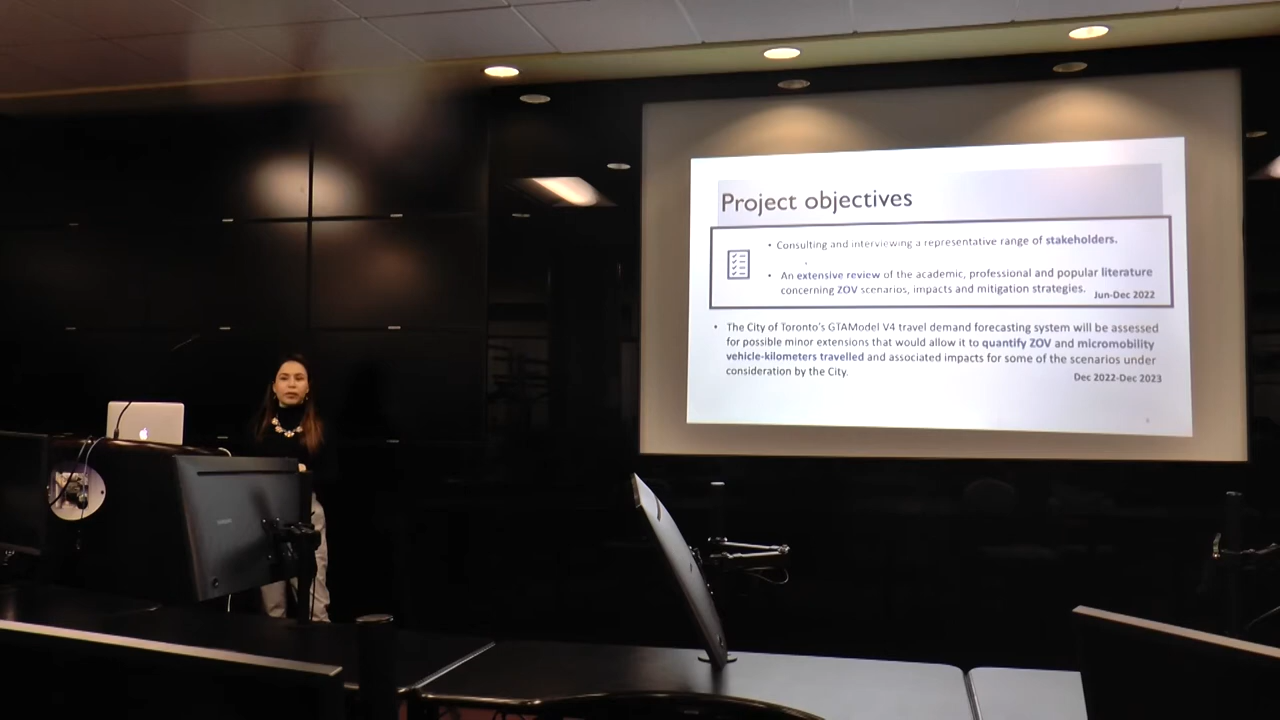 Project objectives
• Consulting and interviewing a representative range of stakeholders.
• An extensive review of the academic, professional and popular literature
concerning ZOV scenarios, impacts and mitigation strategies.
Jun-Dec 2022
• The City of Toronto's GTAModel V4 travel demand forecasting system will be assessed
for possible minor extensions that would allow it to quantify ZOV and micromobility
vehicle-kilometers travelled and associated impacts for some of the scenarios under
consideration by the City.
Dec 2022-Dec 2023